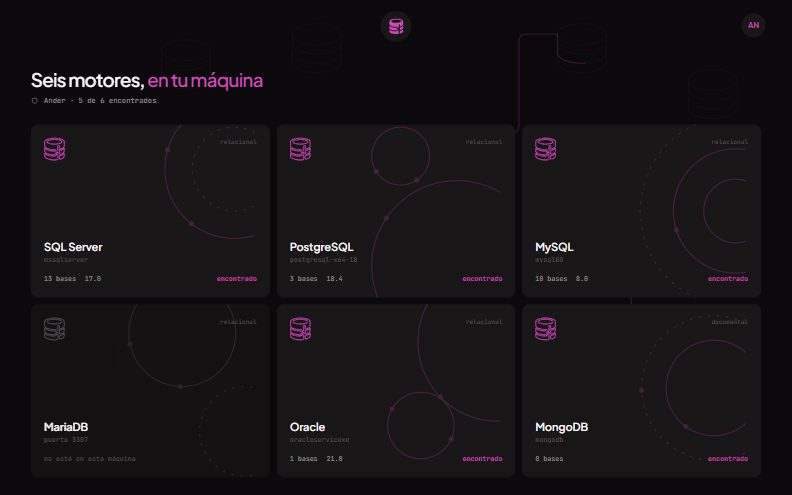 AN
Seis motores, en tu máquina
Ander · 5 de 6 encontrados
relacional
SQL Server
mssqlserver
13 bases 17.0
encontrado
relacional
PostgreSQL
postgresql-x64-18
3 bases 18.4
encontrado
relacional
MySQL
mysql80
10 bases 8.0
encontrado
relacional
MariaDB
puerto 3307
no está en esta máquina
relacional
Oracle
oracleservicexe
1 bases 21.0
encontrado
documental
MongoDB
mongodb
0 bases
encontrado